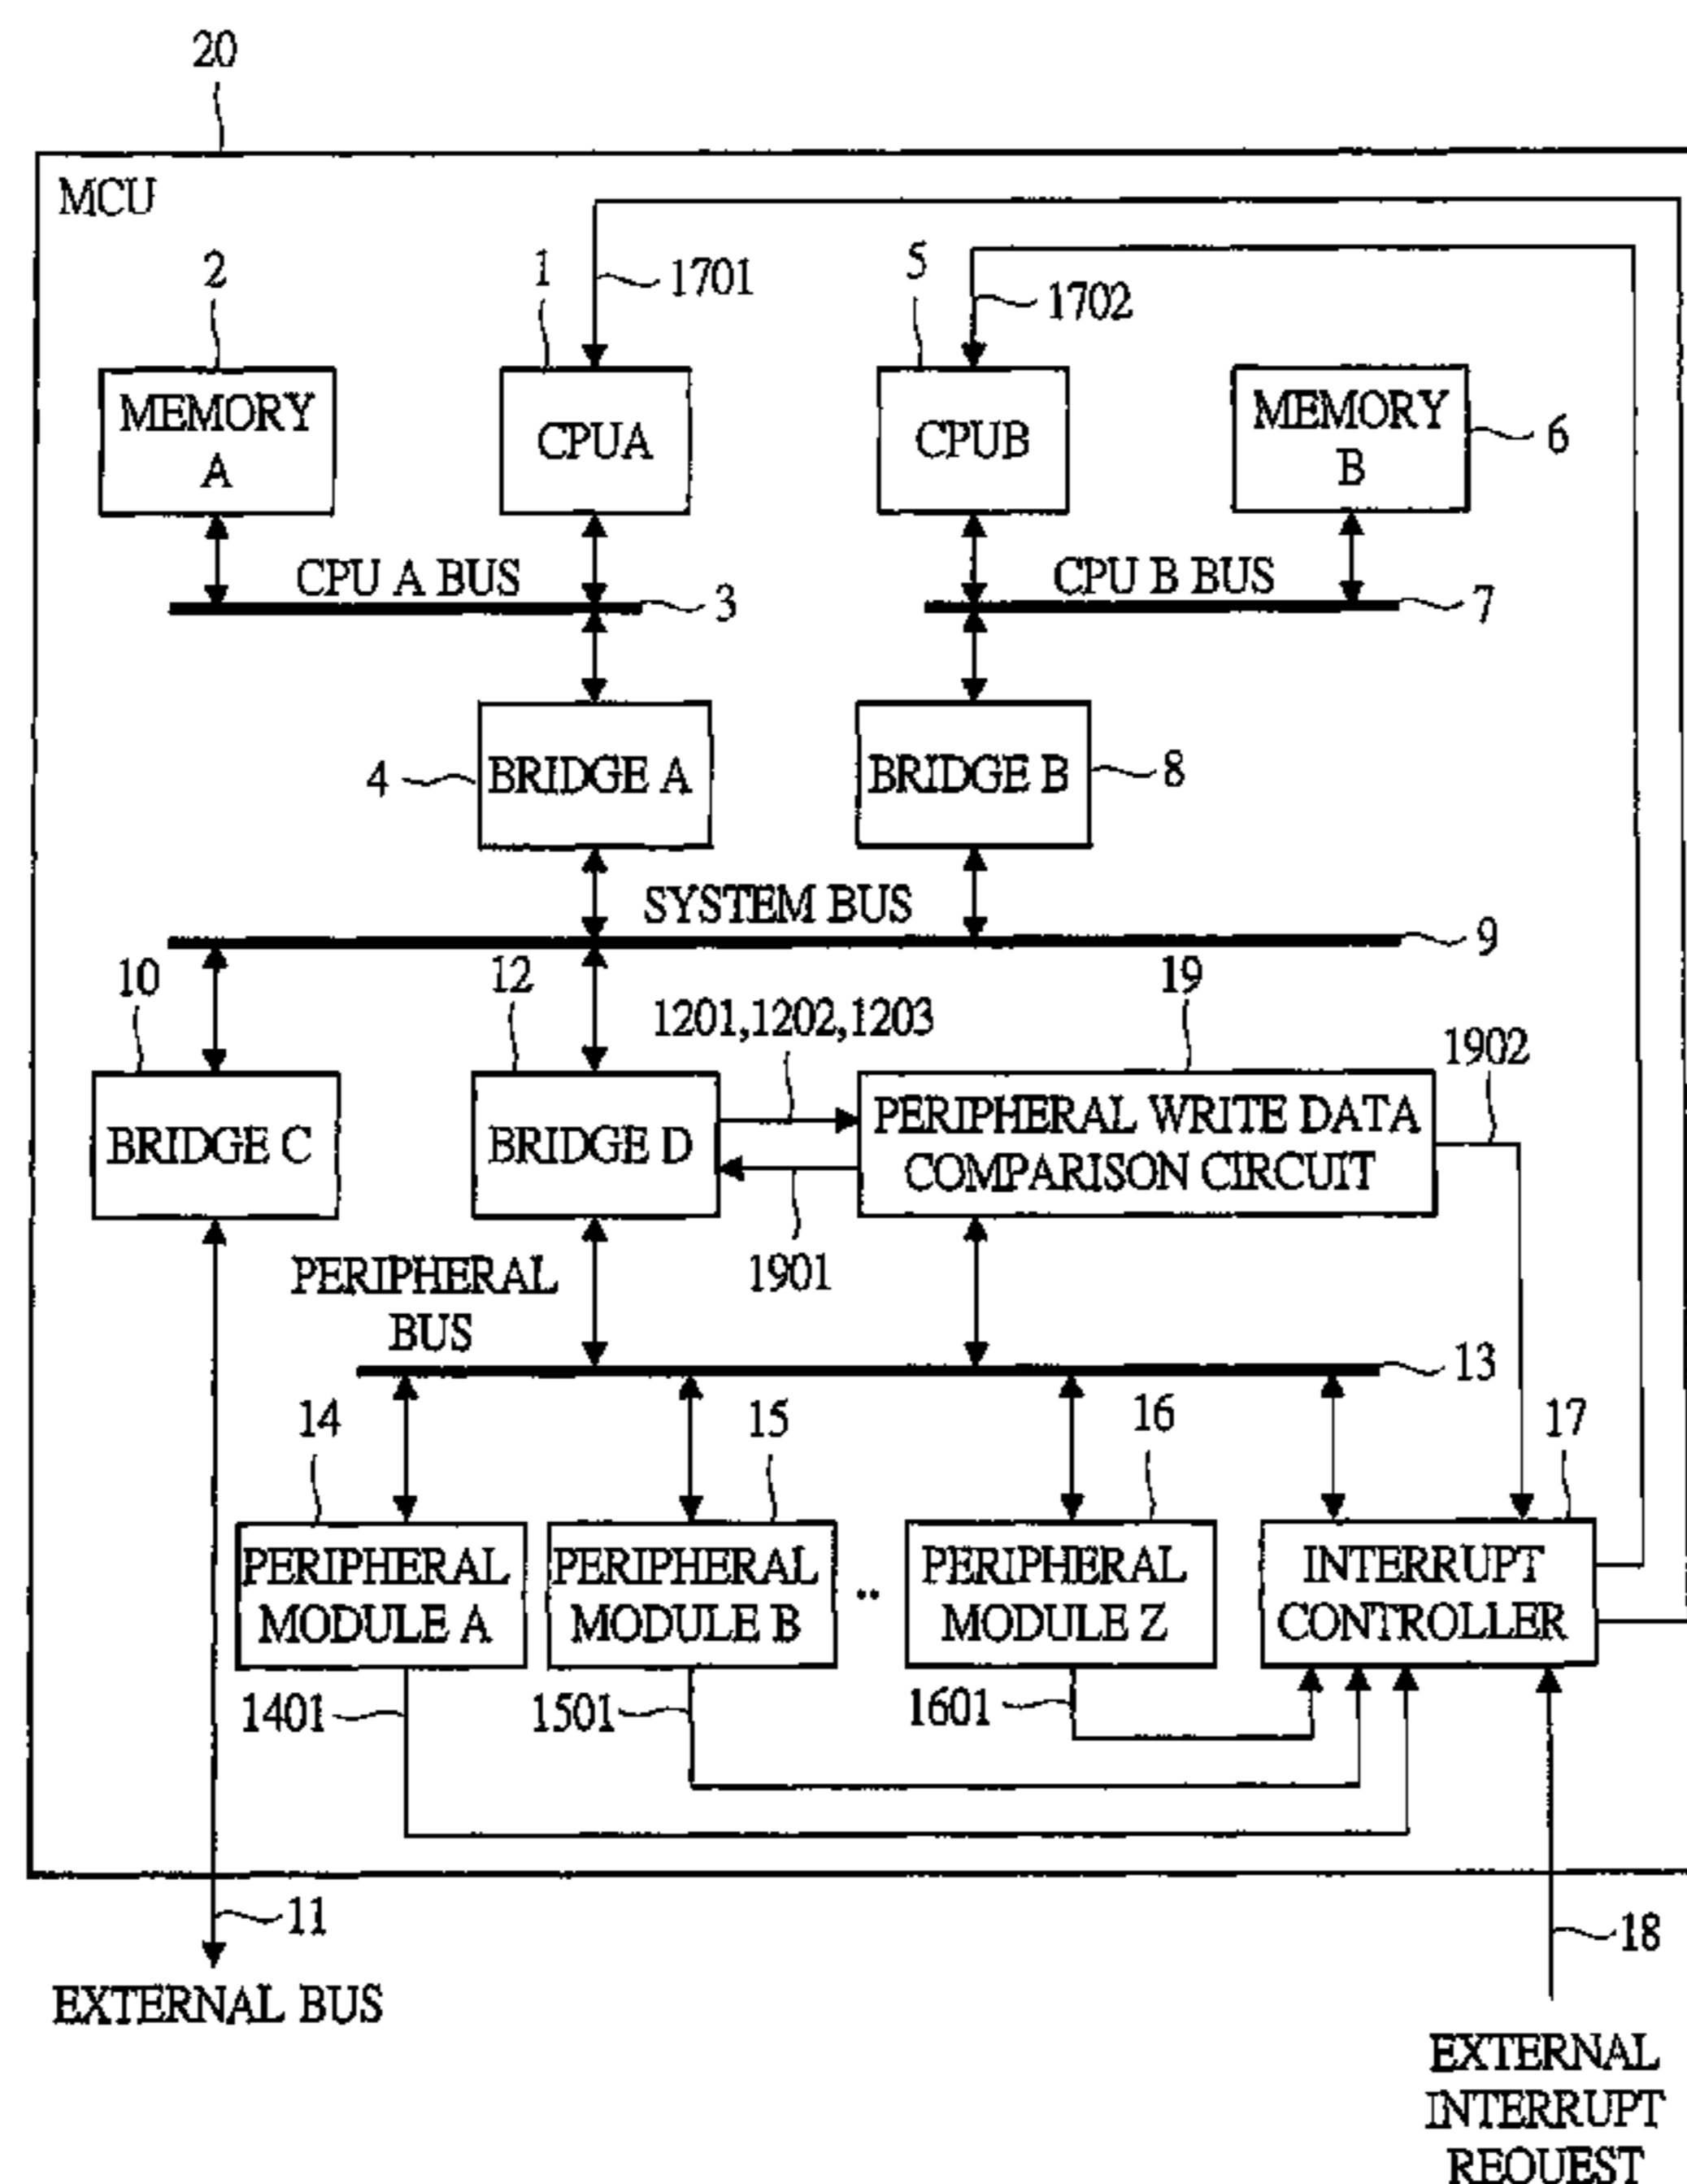 20
MCU
2
1
1701
5
1702
MEMORY
A
CPUA
CPUB
MEMORY
B
6
CPU A BUS
3
CPU B BUS
7
4
BRIDGE A
BRIDGE B
8
SYSTEM BUS
9
10
12
1201,1202,1203
19
1902
BRIDGE C
BRIDGE D
PERIPHERAL WRITE DATA
COMPARISON CIRCUIT
1901
PERIPHERAL
BUS
13
14
15
16
17
PERIPHERAL
MODULE A
PERIPHERAL
MODULE B
..
PERIPHERAL
MODULE Z
INTERRUPT
CONTROLLER
1401
1501
1601
11
18
EXTERNAL BUS
EXTERNAL
INTERRUPT
REQUEST